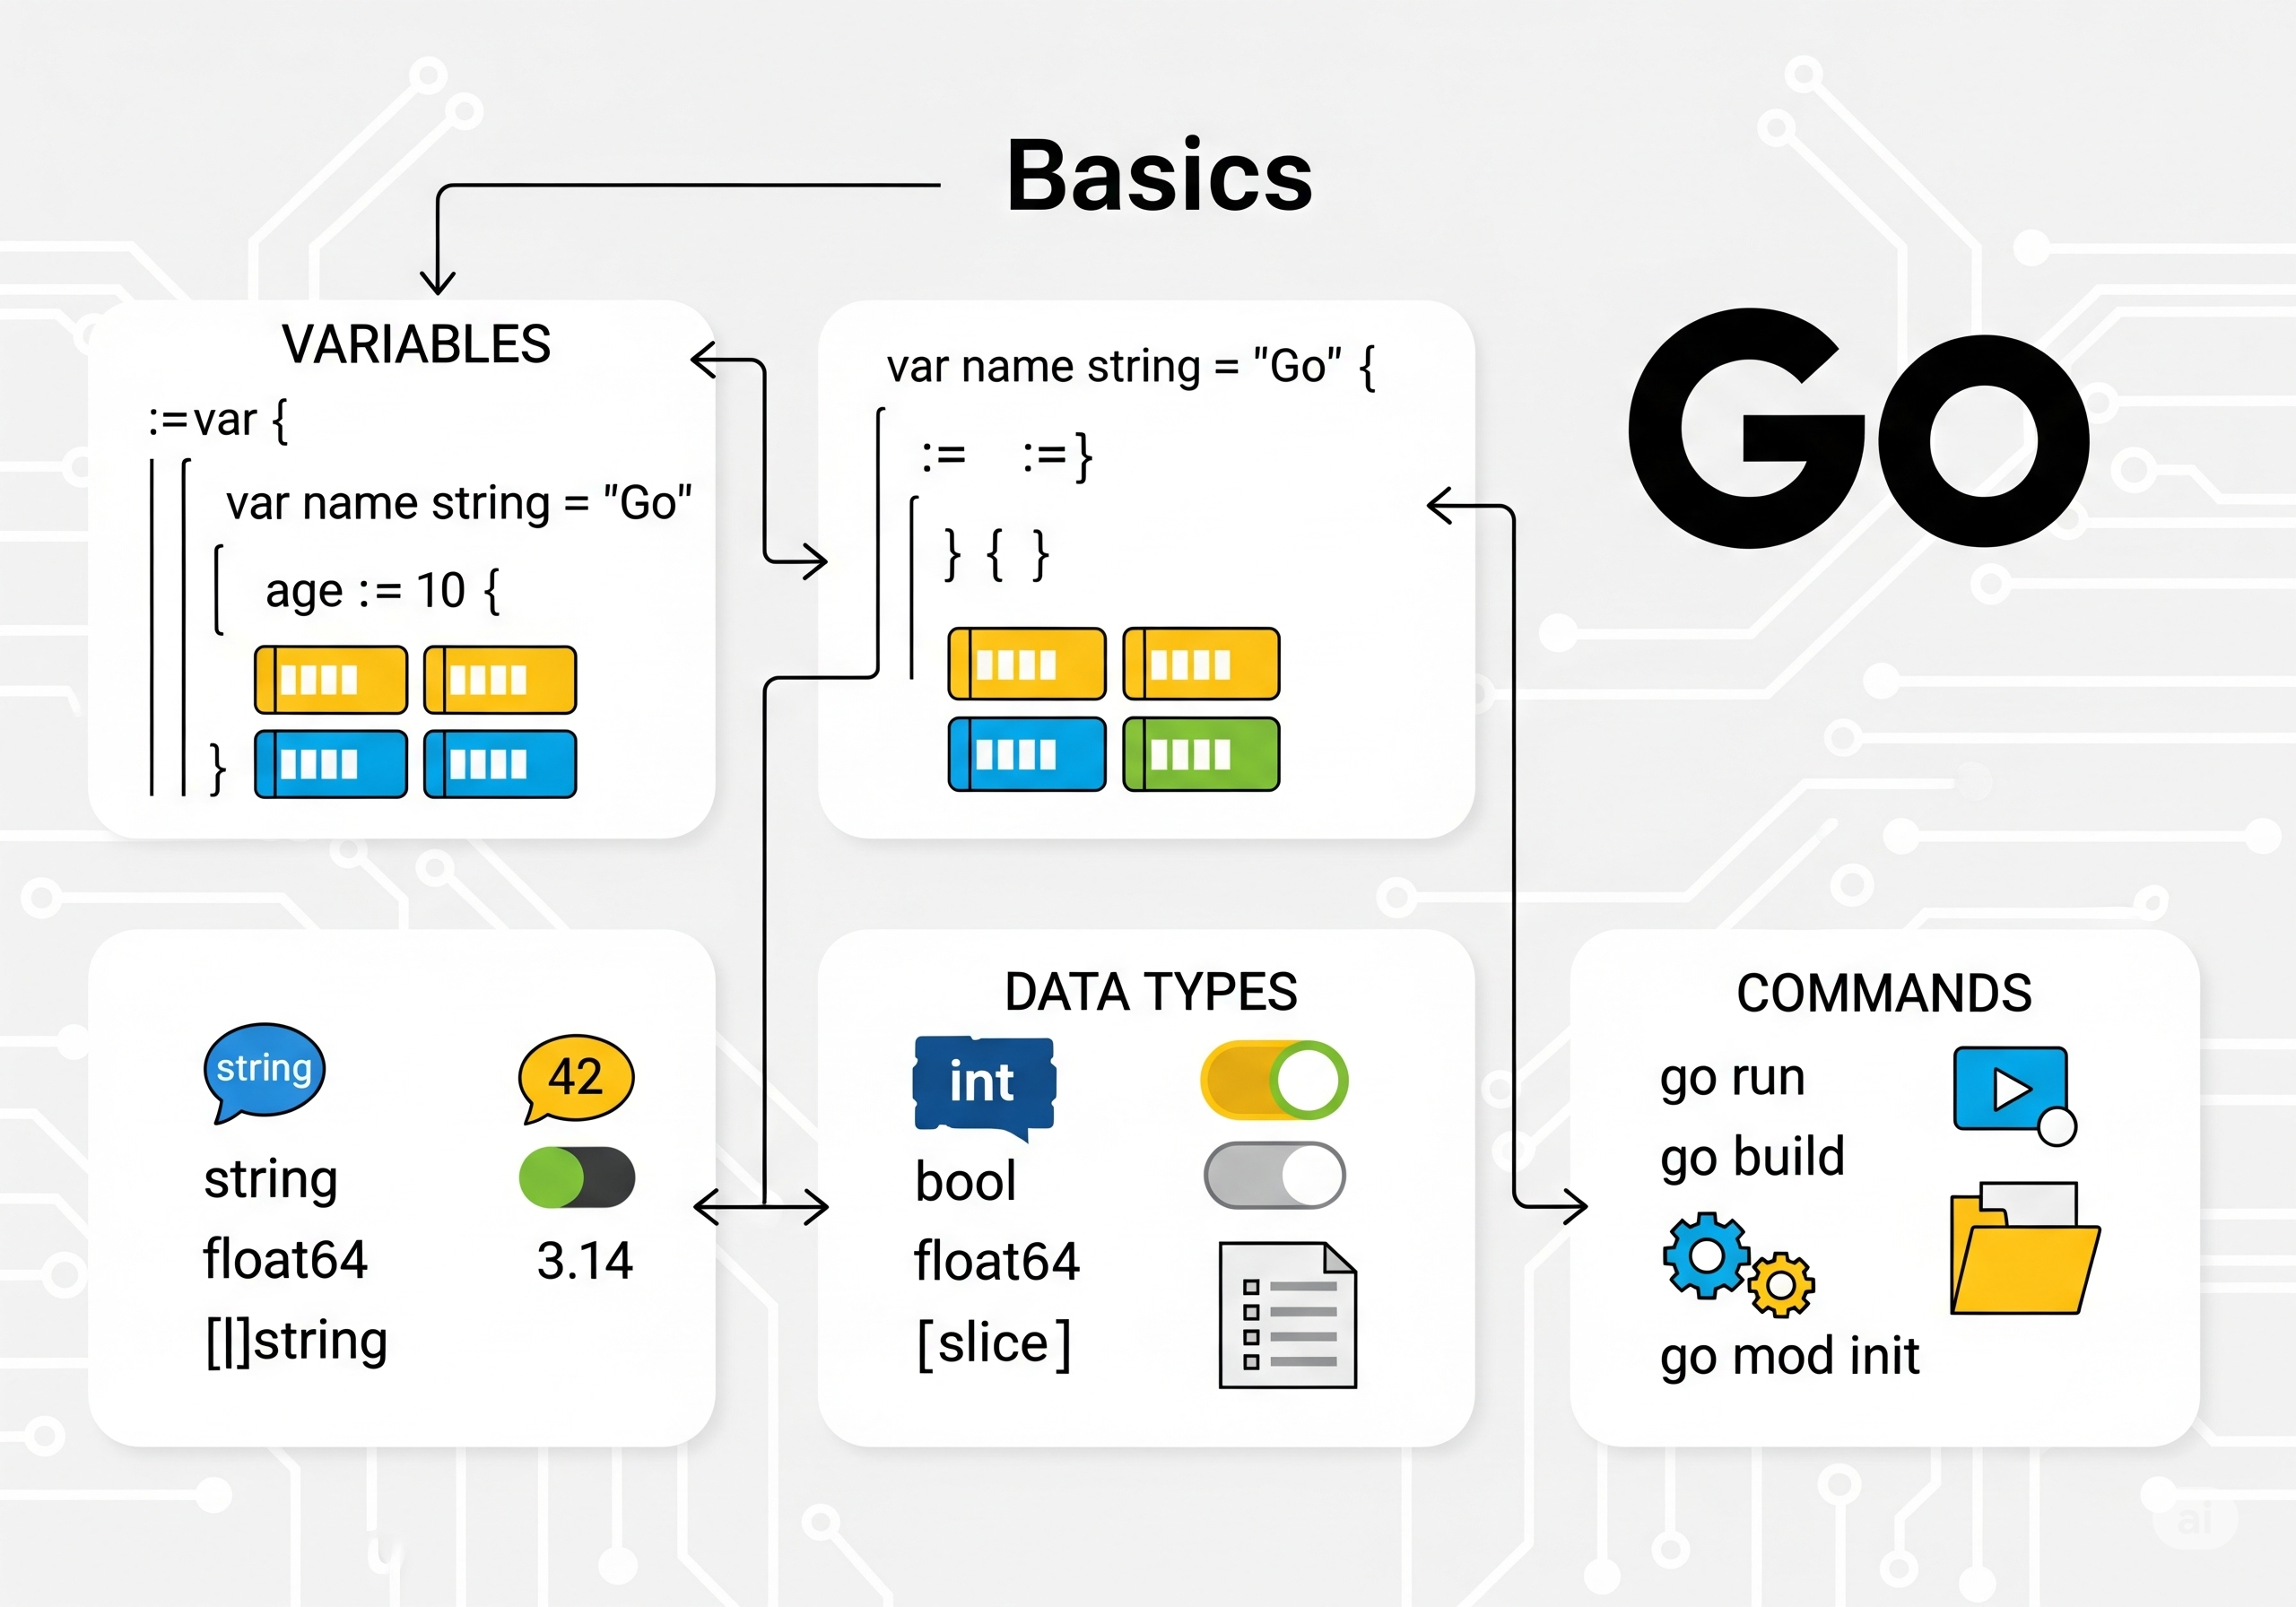 Basics
GO
VARIABLES
:=var {
var name string = "Go"
age := 10 {
}
var name string = "Go" {
:= :=}
} { }
string
42
string
float64
3.14
[|]string
DATA TYPES
int
bool
float64
[slice]
COMMANDS
go run
go build
go mod init
ai